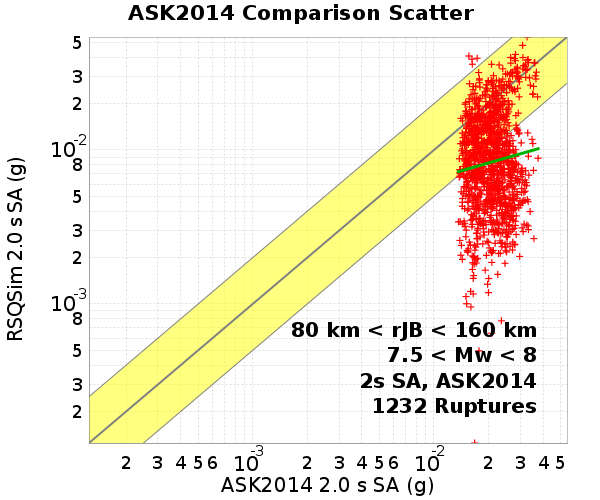 ASK2014 Comparison Scatter
RSQSim 2.0 s SA (g)
5
3
2
10-2
8
5
3
2
10-3
8
5
3
2
80 km < rJB < 160 km
7.5 < Mw < 8
2s SA, ASK2014
1232 Ruptures
2 3 4 5 6 10-3 2 3 4 5 6 10-2 2 3 4 5
ASK2014 2.0 s SA (g)